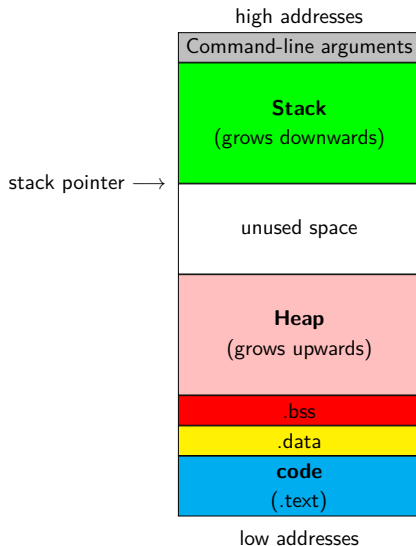 high addresses
Command-line arguments
Stack
(grows downwards)
stack pointer →
unused space
Heap
(grows upwards)
.bss
.data
code
(.text)
low addresses